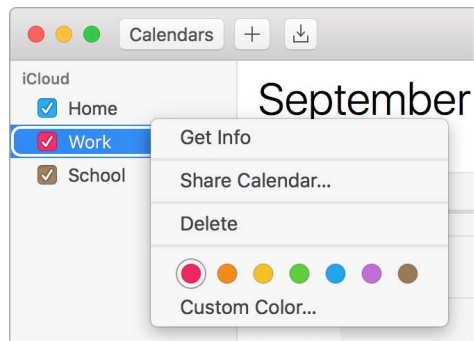 Calendars
iCloud
Home
September
Work
Get Info
School
Share Calendar...
Delete
Custom Color...